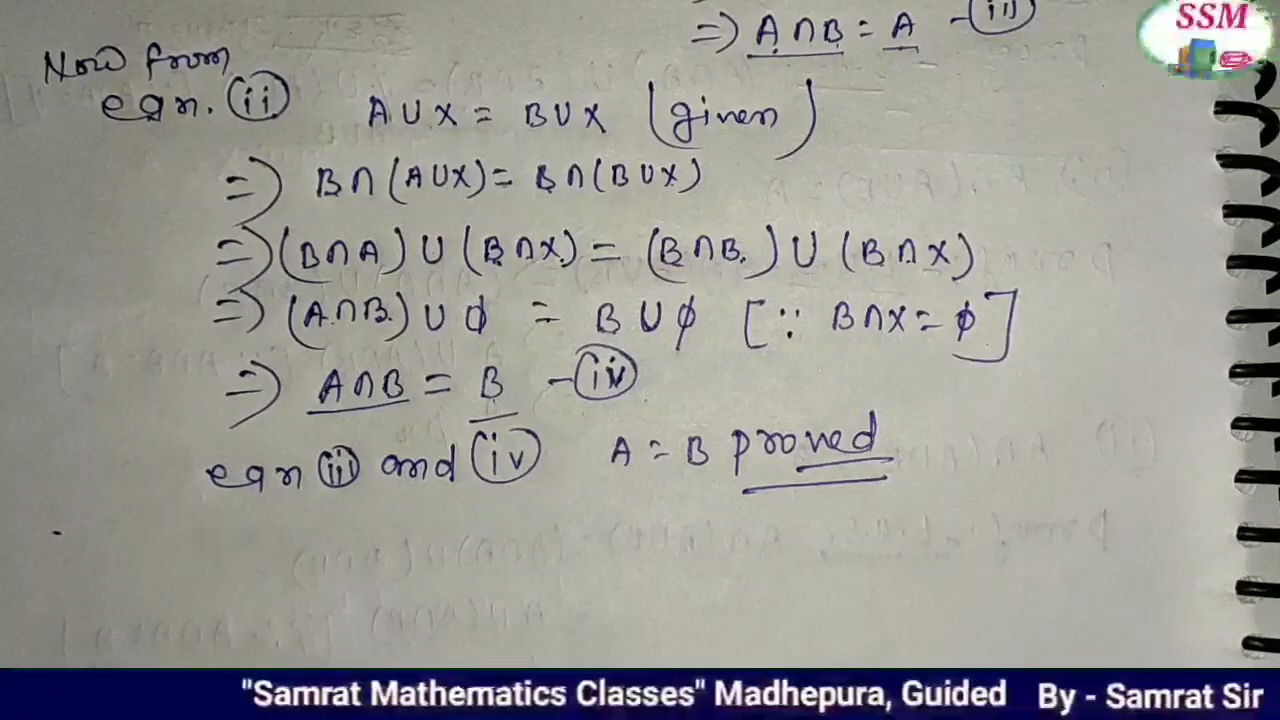 ⇒) A∩B = A -(iii)
SSM
Now from
eqn. (ii) A∪X = B∪X (given)
⇒) B∩(A∪X) = B∩(B∪X)
⇒) (B∩A) ∪ (B∩X) = (B∩B) ∪ (B∩X)
⇒) (A∩B) ∪ ϕ = B∪ϕ [∵ B∩X = ϕ]
⇒) A∩B = B -(iv)
eqn (iii) and (iv) A = B proved
"Samrat Mathematics Classes" Madhepura, Guided By - Samrat Sir